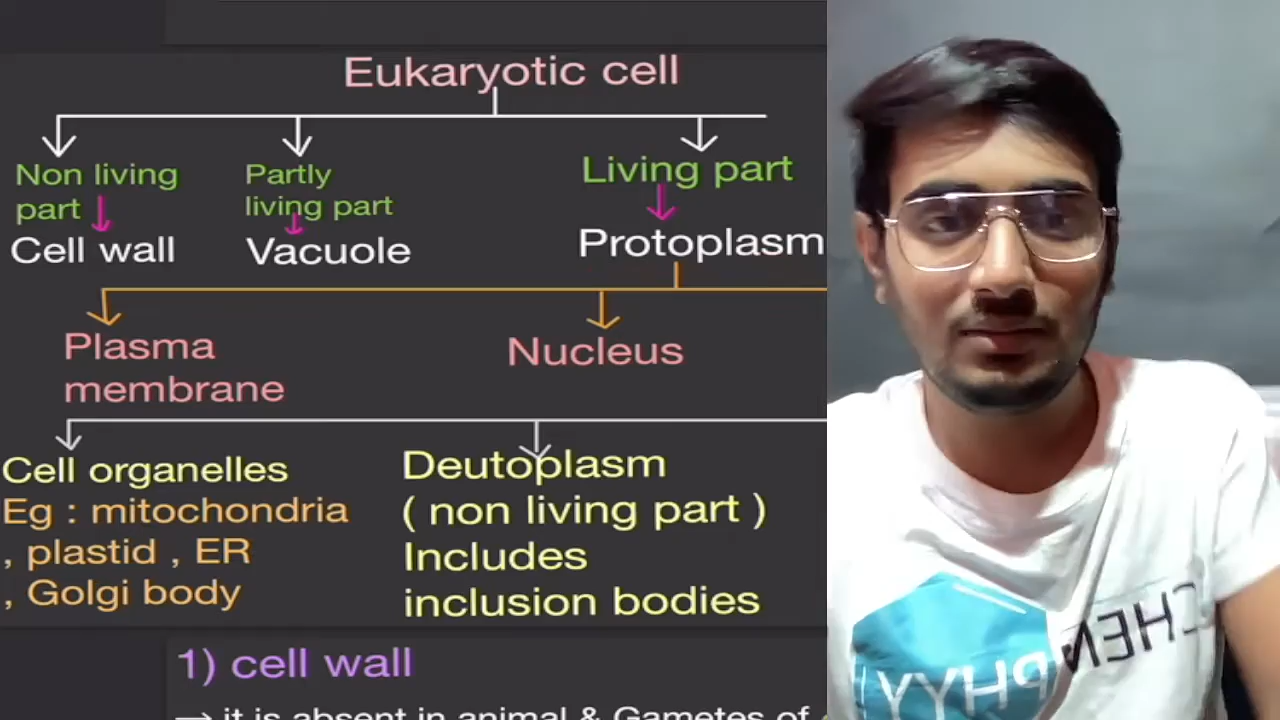 Eukaryotic cell
Non living
part
Partly
living part
Living part
Cell wall
Vacuole
Protoplasm
Plasma
membrane
Nucleus
Cell organelles
Eg : mitochondria
, plastid , ER
, Golgi body
Deutoplasm
( non living part )
Includes
inclusion bodies
1) cell wall
→ it is absent in animal & Gametes of